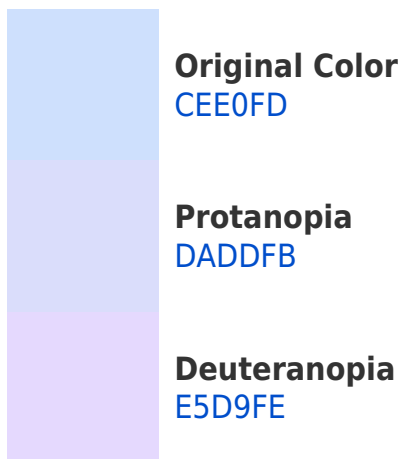 Original Color
CEE0FD
Protanopia
DADDFB
Deuteranopia
E5D9FE